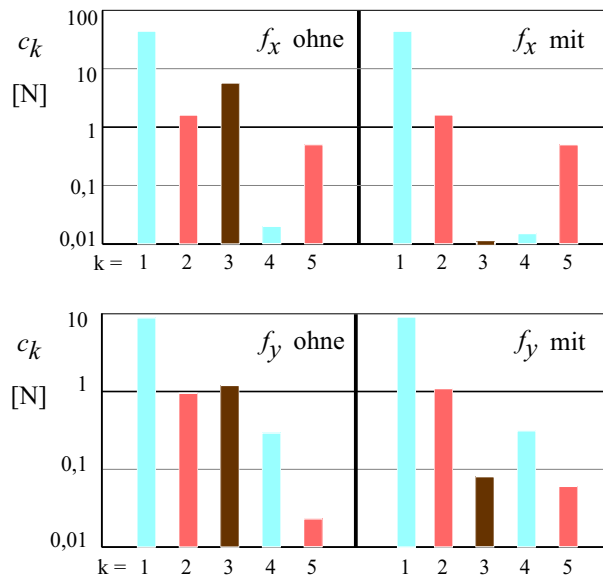 100
c_k f_x ohne f_x mit
10
[N]
1
0,1
0,01
k = 1 2 3 4 5 1 2 3 4 5
10
c_k f_y ohne f_y mit
1
[N]
0,1
0,01
k = 1 2 3 4 5 1 2 3 4 5